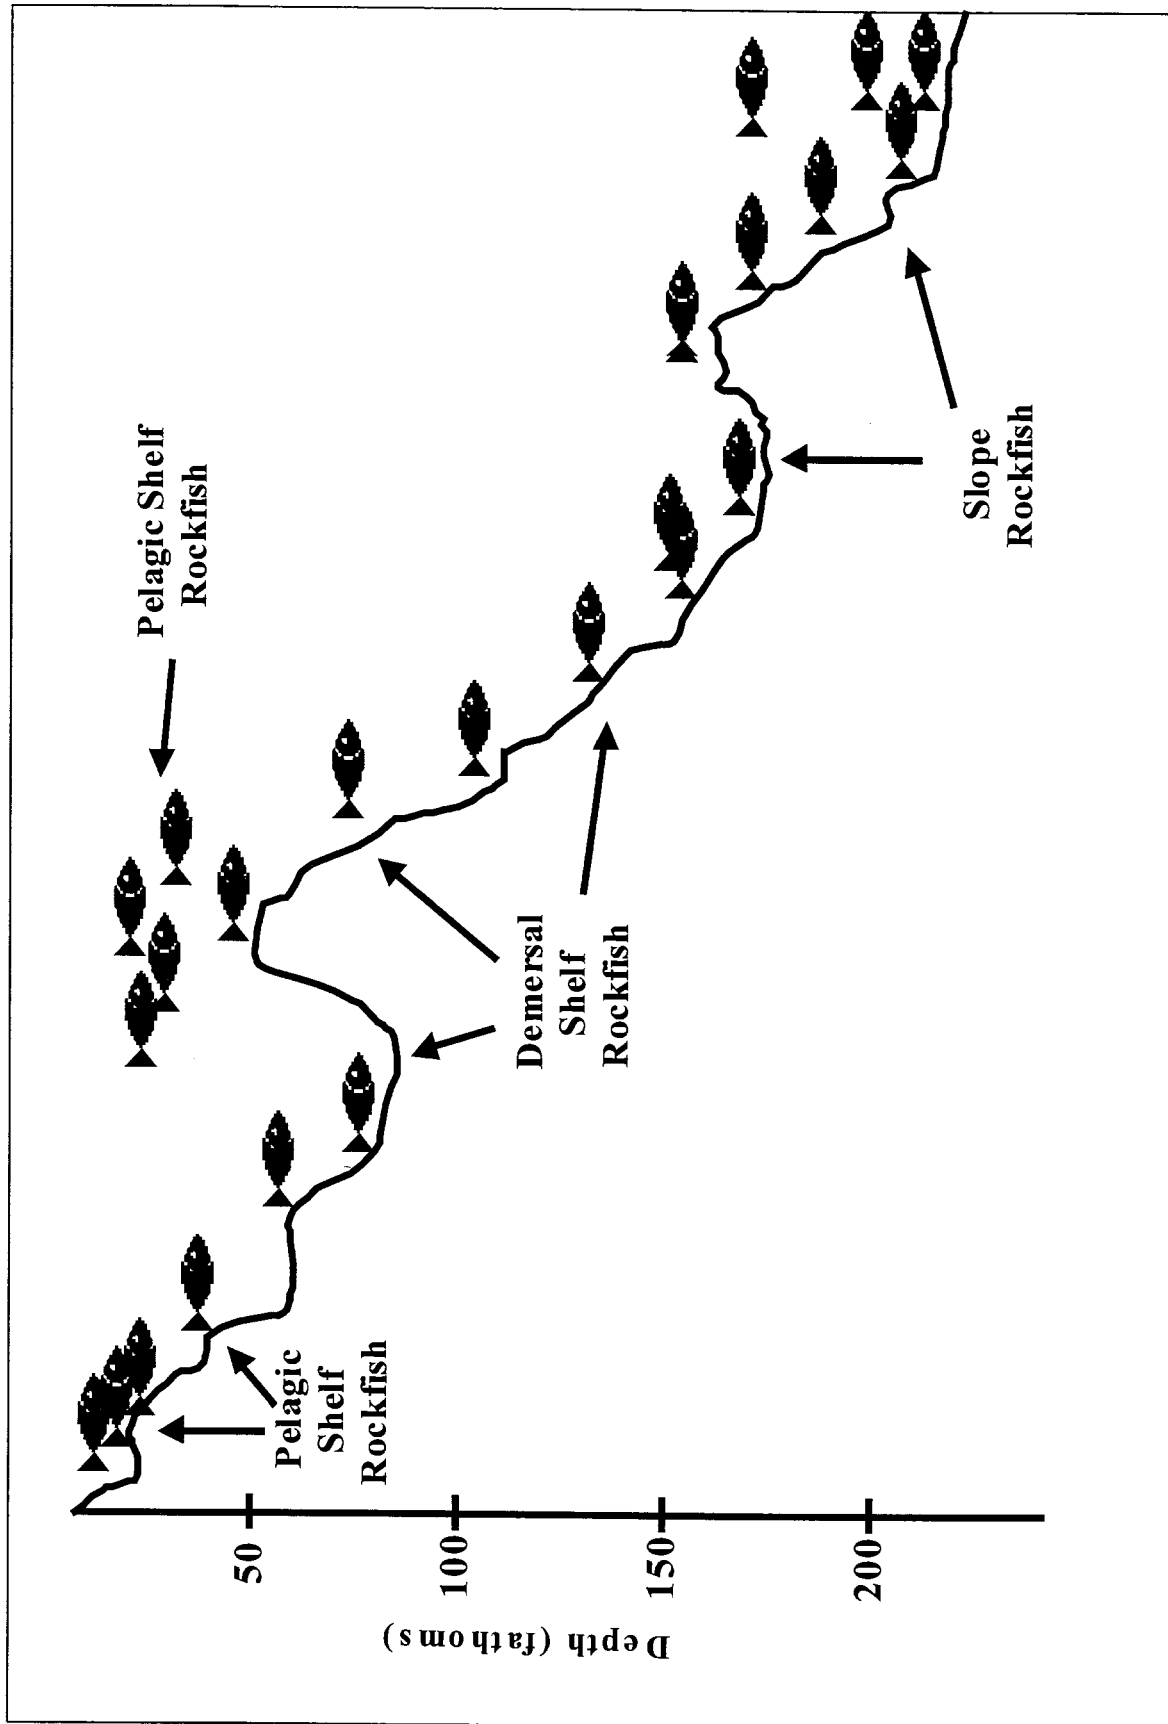 Pelagic Shelf
Rockfish
Pelagic
Shelf
Rockfish
Demersal
Shelf
Rockfish
Slope
Rockfish
50
100
150
200
Depth (fathoms)